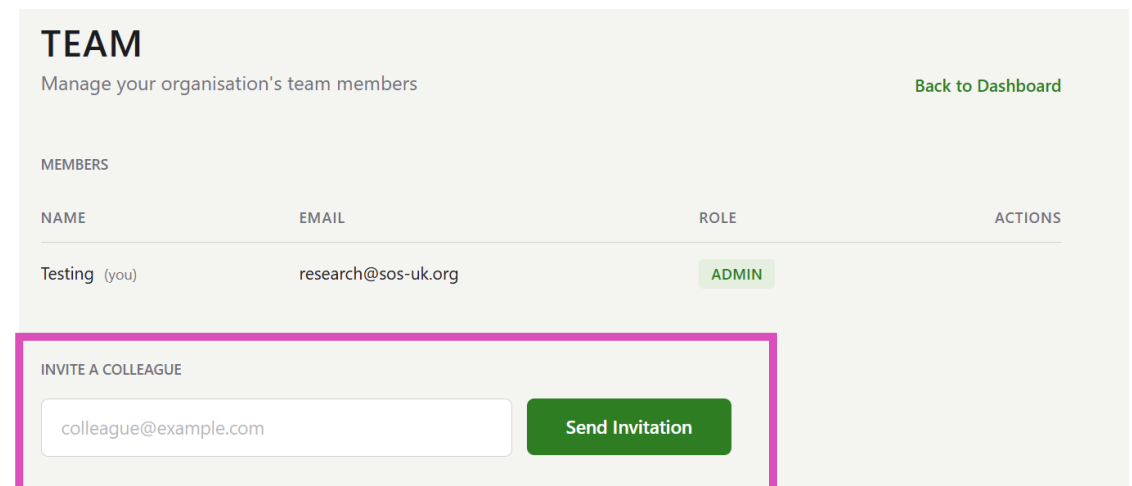 TEAM
Manage your organisation's team members
Back to Dashboard
MEMBERS
NAME EMAIL ROLE ACTIONS
Testing (you) research@sos-uk.org ADMIN
INVITE A COLLEAGUE
colleague@example.com Send Invitation